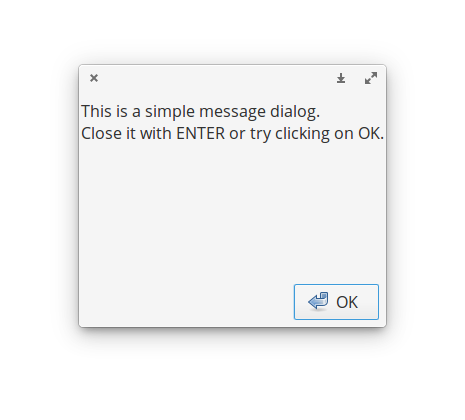 This is a simple message dialog.
Close it with ENTER or try clicking on OK.
OK